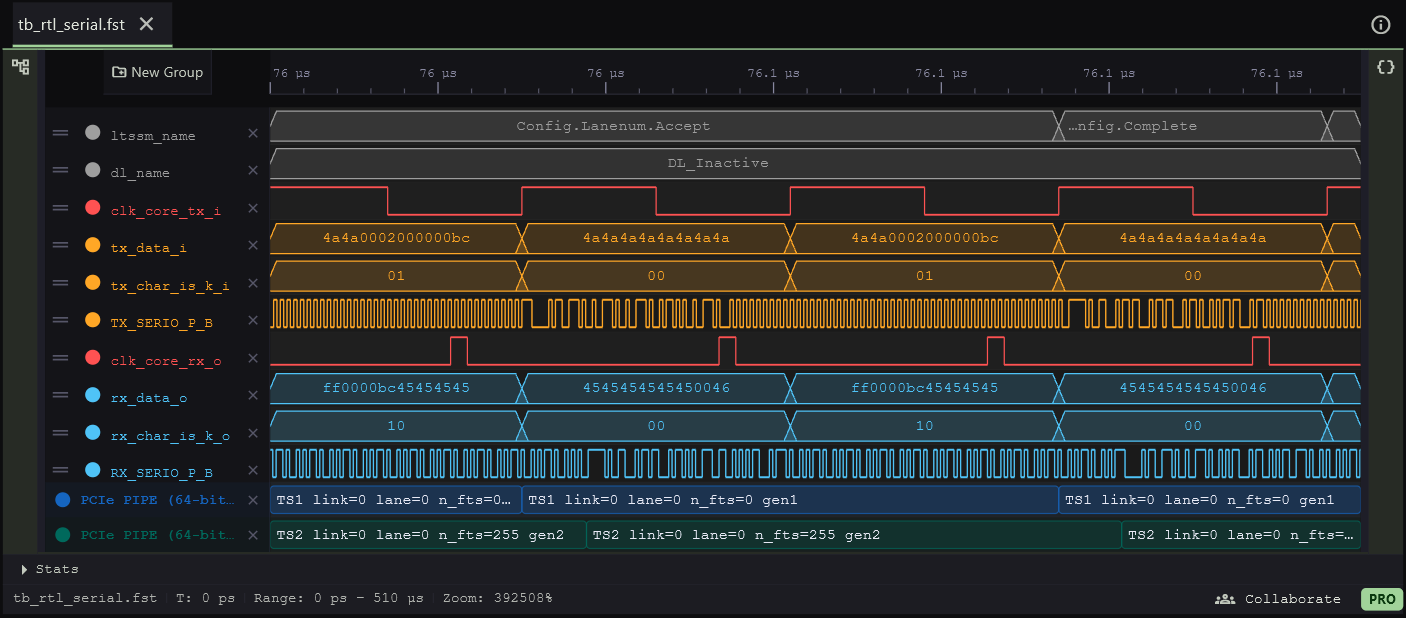 tb_rtl_serial.fst
New Group
76 μs 76 μs 76 μs 76.1 μs 76.1 μs 76.1 μs 76.1 μs
ltssm_name Config.Lanenum.Accept …nfig.Complete
dl_name DL_Inactive
clk_core_tx_i
tx_data_i 4a4a0002000000bc 4a4a4a4a4a4a4a4a 4a4a0002000000bc 4a4a4a4a4a4a4a4a
tx_char_is_k_i 01 00 01 00
TX_SERIO_P_B
clk_core_rx_o
rx_data_o ff0000bc45454545 4545454545450046 ff0000bc45454545 4545454545450046
rx_char_is_k_o 10 00 10 00
RX_SERIO_P_B
PCIe PIPE (64-bit… TS1 link=0 lane=0 n_fts=0… TS1 link=0 lane=0 n_fts=0 gen1 TS1 link=0 lane=0 n_fts=0 gen1
PCIe PIPE (64-bit… TS2 link=0 lane=0 n_fts=255 gen2 TS2 link=0 lane=0 n_fts=255 gen2 TS2 link=0 lane=0 n_fts=…
Stats
tb_rtl_serial.fst T: 0 ps Range: 0 ps – 510 μs Zoom: 392508% Collaborate PRO